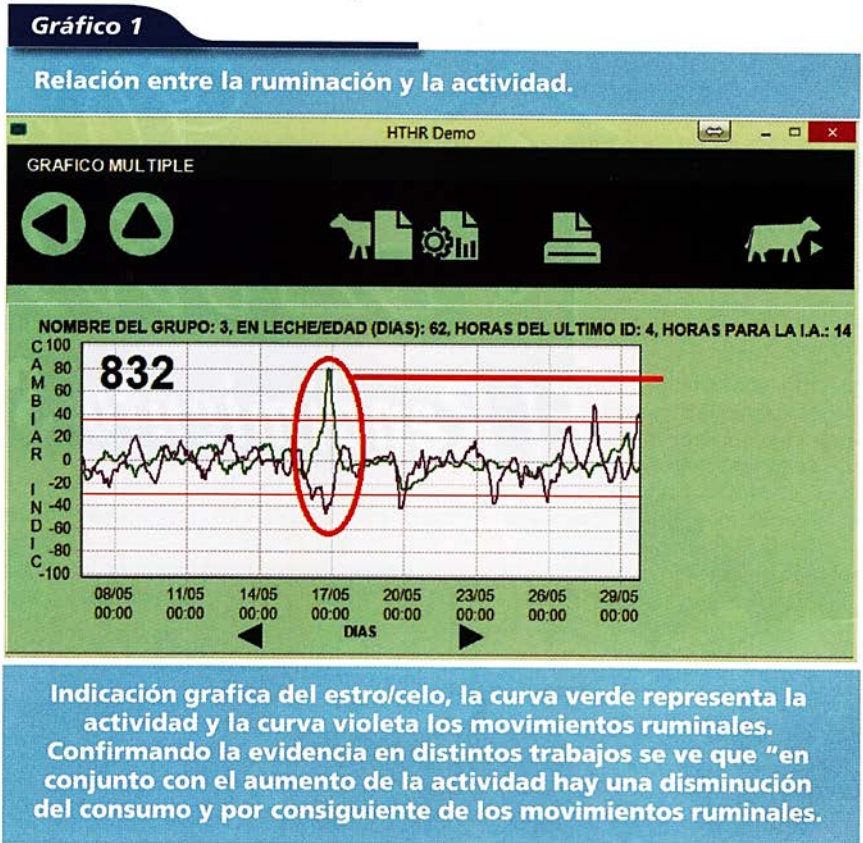 Gráfico 1
Relación entre la ruminación y la actividad.
HTHR Demo
GRAFICO MULTIPLE
NOMBRE DEL GRUPO: 3, EN LECHE/EDAD (DIAS): 62, HORAS DEL ULTIMO ID: 4, HORAS PARA LA I.A.: 14
CAMBIAR INDIC
832
100
80
60
40
20
0
-20
-40
-60
-80
-100
08/05 11/05 14/05 17/05 20/05 23/05 26/05 29/05
00:00 00:00 00:00 00:00 00:00 00:00 00:00 00:00
DIAS
Indicación grafica del estro/celo, la curva verde representa la
actividad y la curva violeta los movimientos ruminales.
Confirmando la evidencia en distintos trabajos se ve que "en
conjunto con el aumento de la actividad hay una disminución
del consumo y por consiguiente de los movimientos ruminales.